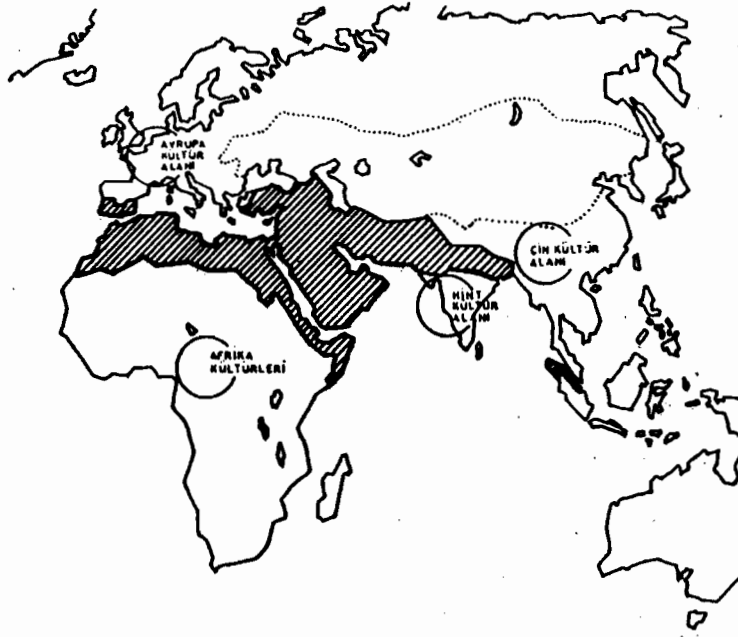 AVRUPA
KÜLTÜR
ALANI
ÇİN KÜLTÜR
ALANI
HİNT
KÜLTÜR
ALANI
AFRİKA
KÜLTÜRLERİ